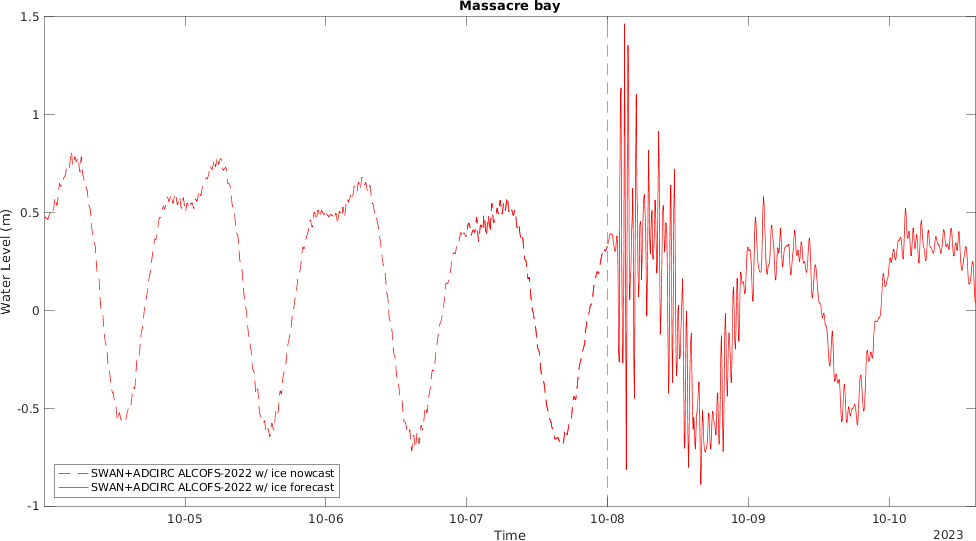 Massacre bay
1.5
1
0.5
0
-0.5
-1
Water Level (m)
SWAN+ADCIRC ALCOFS-2022 w/ ice nowcast
SWAN+ADCIRC ALCOFS-2022 w/ ice forecast
10-05 10-06 10-07 10-08 10-09 10-10
Time
2023